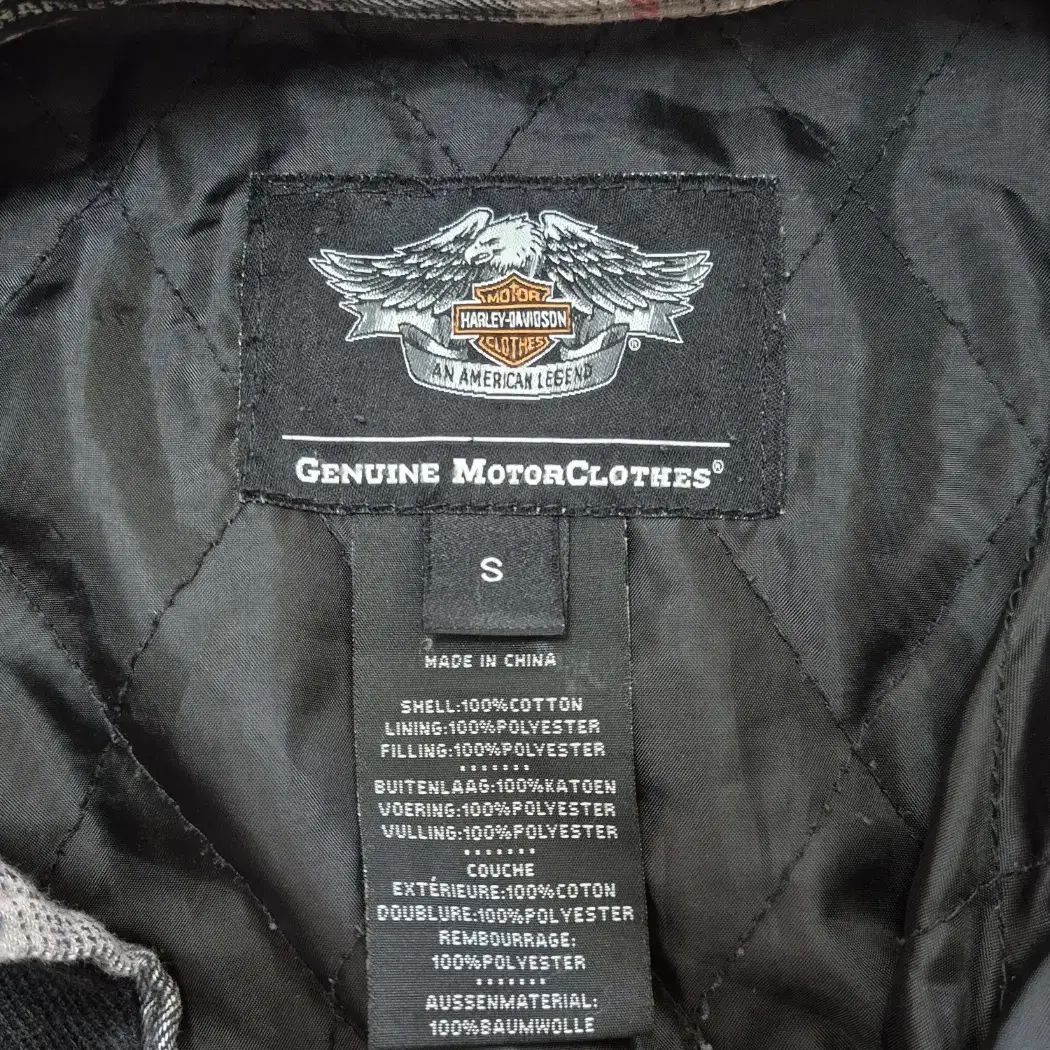 MOTOR
HARLEY-DAVIDSON
CLOTHES
®
AN AMERICAN LEGEND
GENUINE MOTORCLOTHES®
S
MADE IN CHINA
SHELL:100%COTTON
LINING:100%POLYESTER
FILLING:100%POLYESTER
BUITENLAAG:100%KATOEN
VOERING:100%POLYESTER
VULLING:100%POLYESTER
COUCHE
EXTÉRIEURE:100%COTON
DOUBLURE:100%POLYESTER
REMBOURRAGE:
100%POLYESTER
AUSSENMATERIAL:
100%BAUMWOLLE